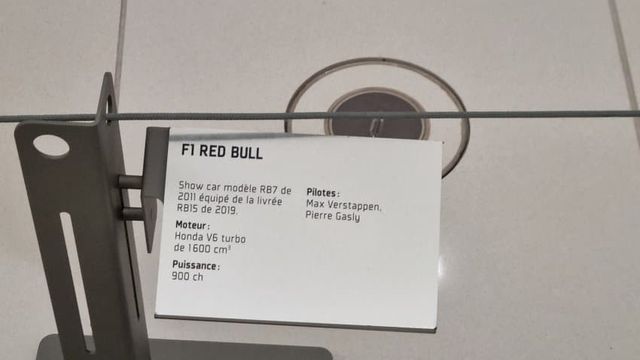 F1 RED BULL
Show car modèle RB7 de
2011 équipé de la livrée
RB15 de 2019.
Moteur :
Honda V6 turbo
de 1600 cm³
Puissance :
900 ch
Pilotes :
Max Verstappen,
Pierre Gasly